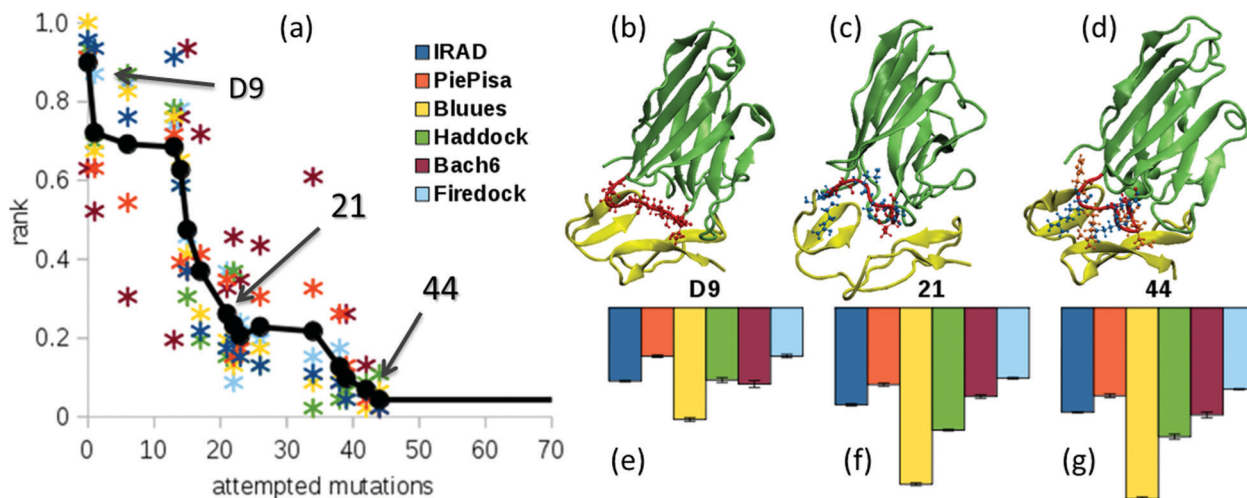 (a)
(b)
(c)
(d)
1.0
0.8
0.6
0.4
0.2
0
rank
0 10 20 30 40 50 60 70
attempted mutations
D9
21
44
IRAD
PiePisa
Bluues
Haddock
Bach6
Firedock
D9
21
44
(e)
(f)
(g)